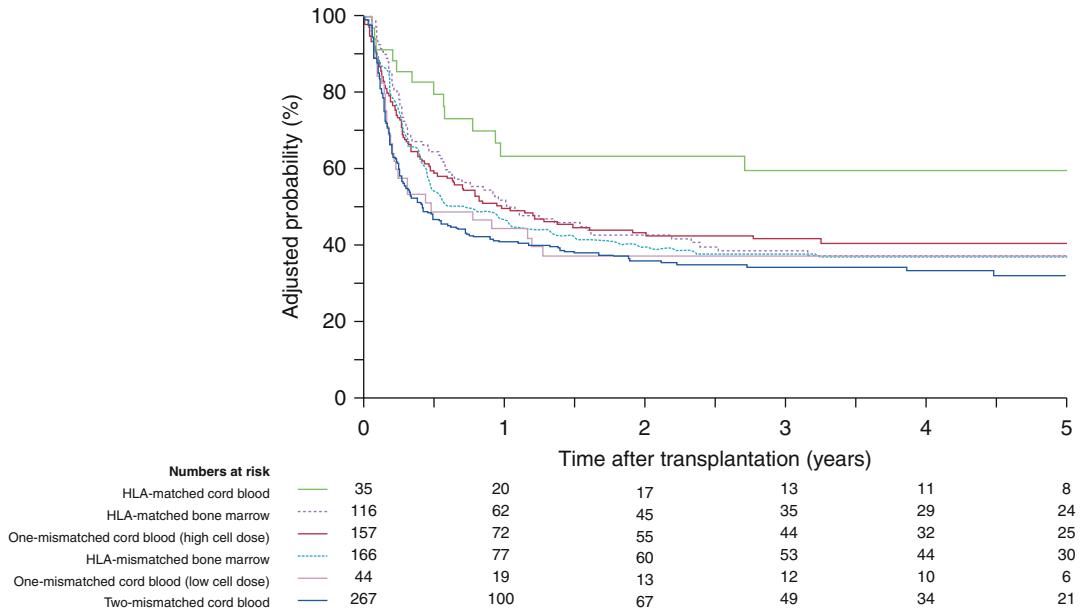 Adjusted probability (%)
100
80
60
40
20
0
0 1 2 3 4 5
Time after transplantation (years)
Numbers at risk
HLA-matched cord blood 35 20 17 13 11 8
HLA-matched bone marrow 116 62 45 35 29 24
One-mismatched cord blood (high cell dose) 157 72 55 44 32 25
HLA-mismatched bone marrow 166 77 60 53 44 30
One-mismatched cord blood (low cell dose) 44 19 13 12 10 6
Two-mismatched cord blood 267 100 67 49 34 21